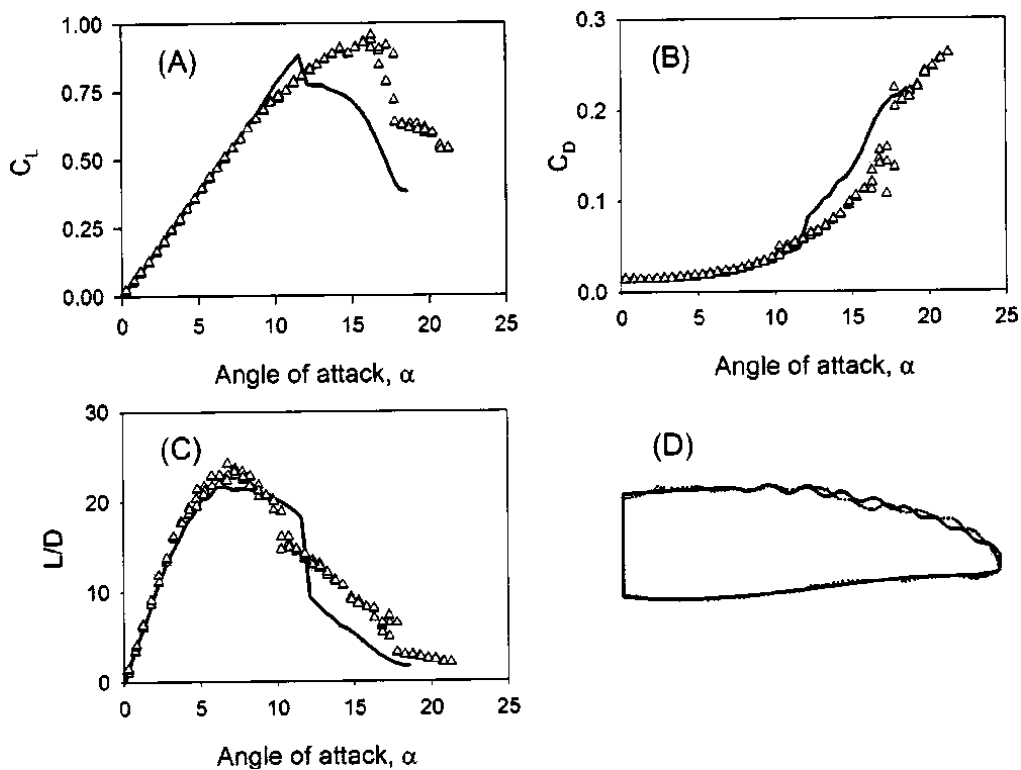 (A)
1.00
0.75
0.50
0.25
0.00
C_L
0 5 10 15 20 25
Angle of attack, α
(B)
0.3
0.2
0.1
0.0
C_D
0 5 10 15 20 25
Angle of attack, α
(C)
30
20
10
0
L/D
0 5 10 15 20 25
Angle of attack, α
(D)